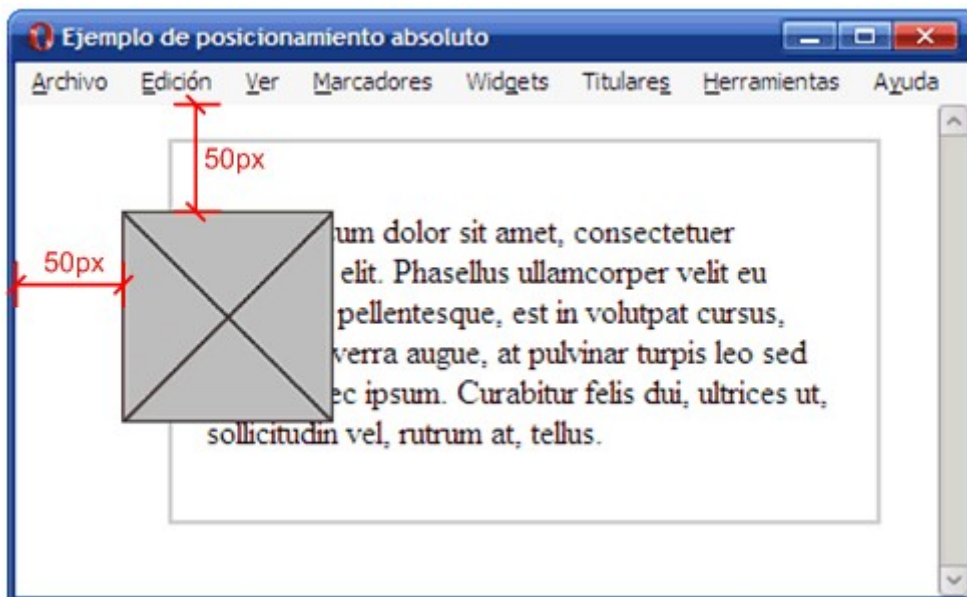 Ejemplo de posicionamiento absoluto
Archivo Edición Ver Marcadores Widgets Titulares Herramientas Ayuda
50px
sum dolor sit amet, consectetuer
50px
elit. Phasellus ullamcorper velit eu
pellentesque, est in volutpat cursus,
verra augue, at pulvinar turpis leo sed
ec ipsum. Curabitur felis dui, ultrices ut,
sollicitudin vel, rutrum at, tellus.